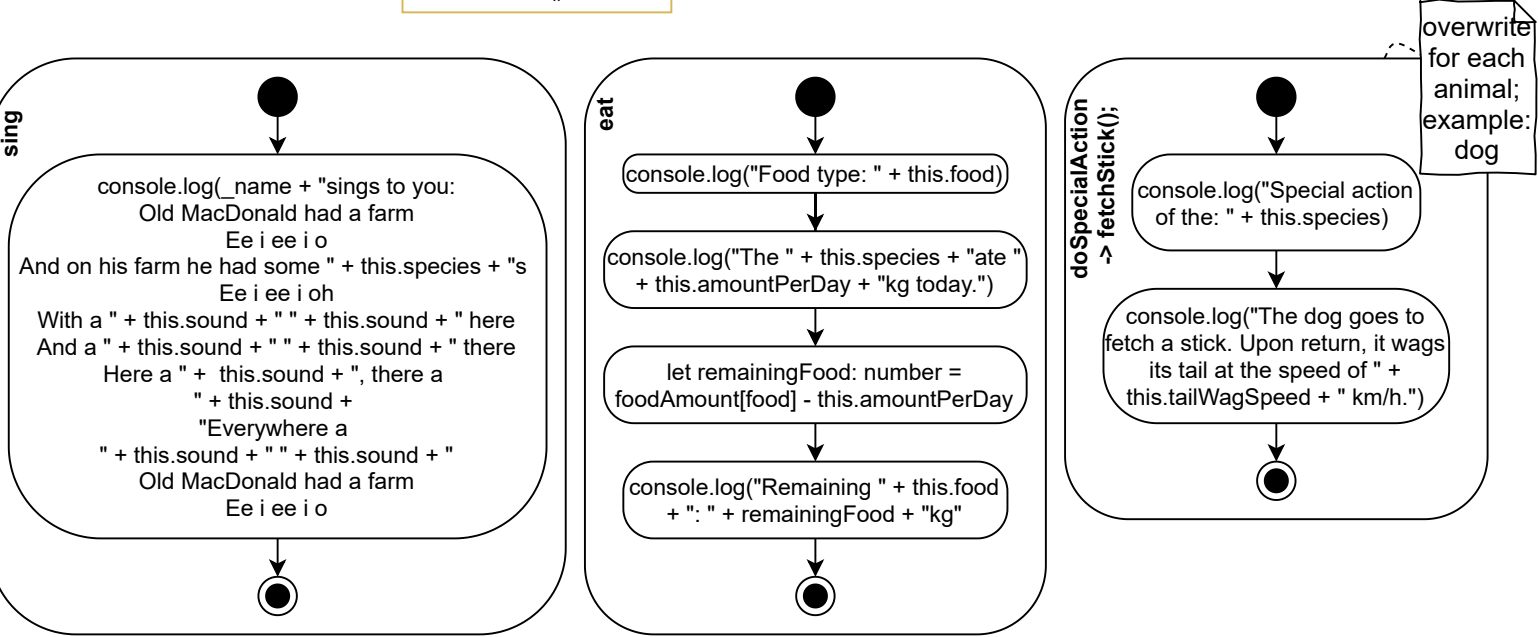 sing
console.log(_name + "sings to you:
Old MacDonald had a farm
Ee i ee i o
And on his farm he had some " + this.species + "s
Ee i ee i oh
With a " + this.sound + " " + this.sound + " here
And a " + this.sound + " " + this.sound + " there
Here a " +  this.sound + ", there a
" + this.sound +
"Everywhere a
" + this.sound + " " + this.sound + "
Old MacDonald had a farm
Ee i ee i o
eat
console.log("Food type: " + this.food)
console.log("The " + this.species + "ate "
+ this.amountPerDay + "kg today.")
let remainingFood: number =
foodAmount[food] - this.amountPerDay
console.log("Remaining " + this.food
+ ": " + remainingFood + "kg"
doSpecialAction
-> fetchStick();
console.log("Special action
of the: " + this.species)
console.log("The dog goes to
fetch a stick. Upon return, it wags
its tail at the speed of " +
this.tailWagSpeed + " km/h.")
overwrite
for each
animal;
example:
dog